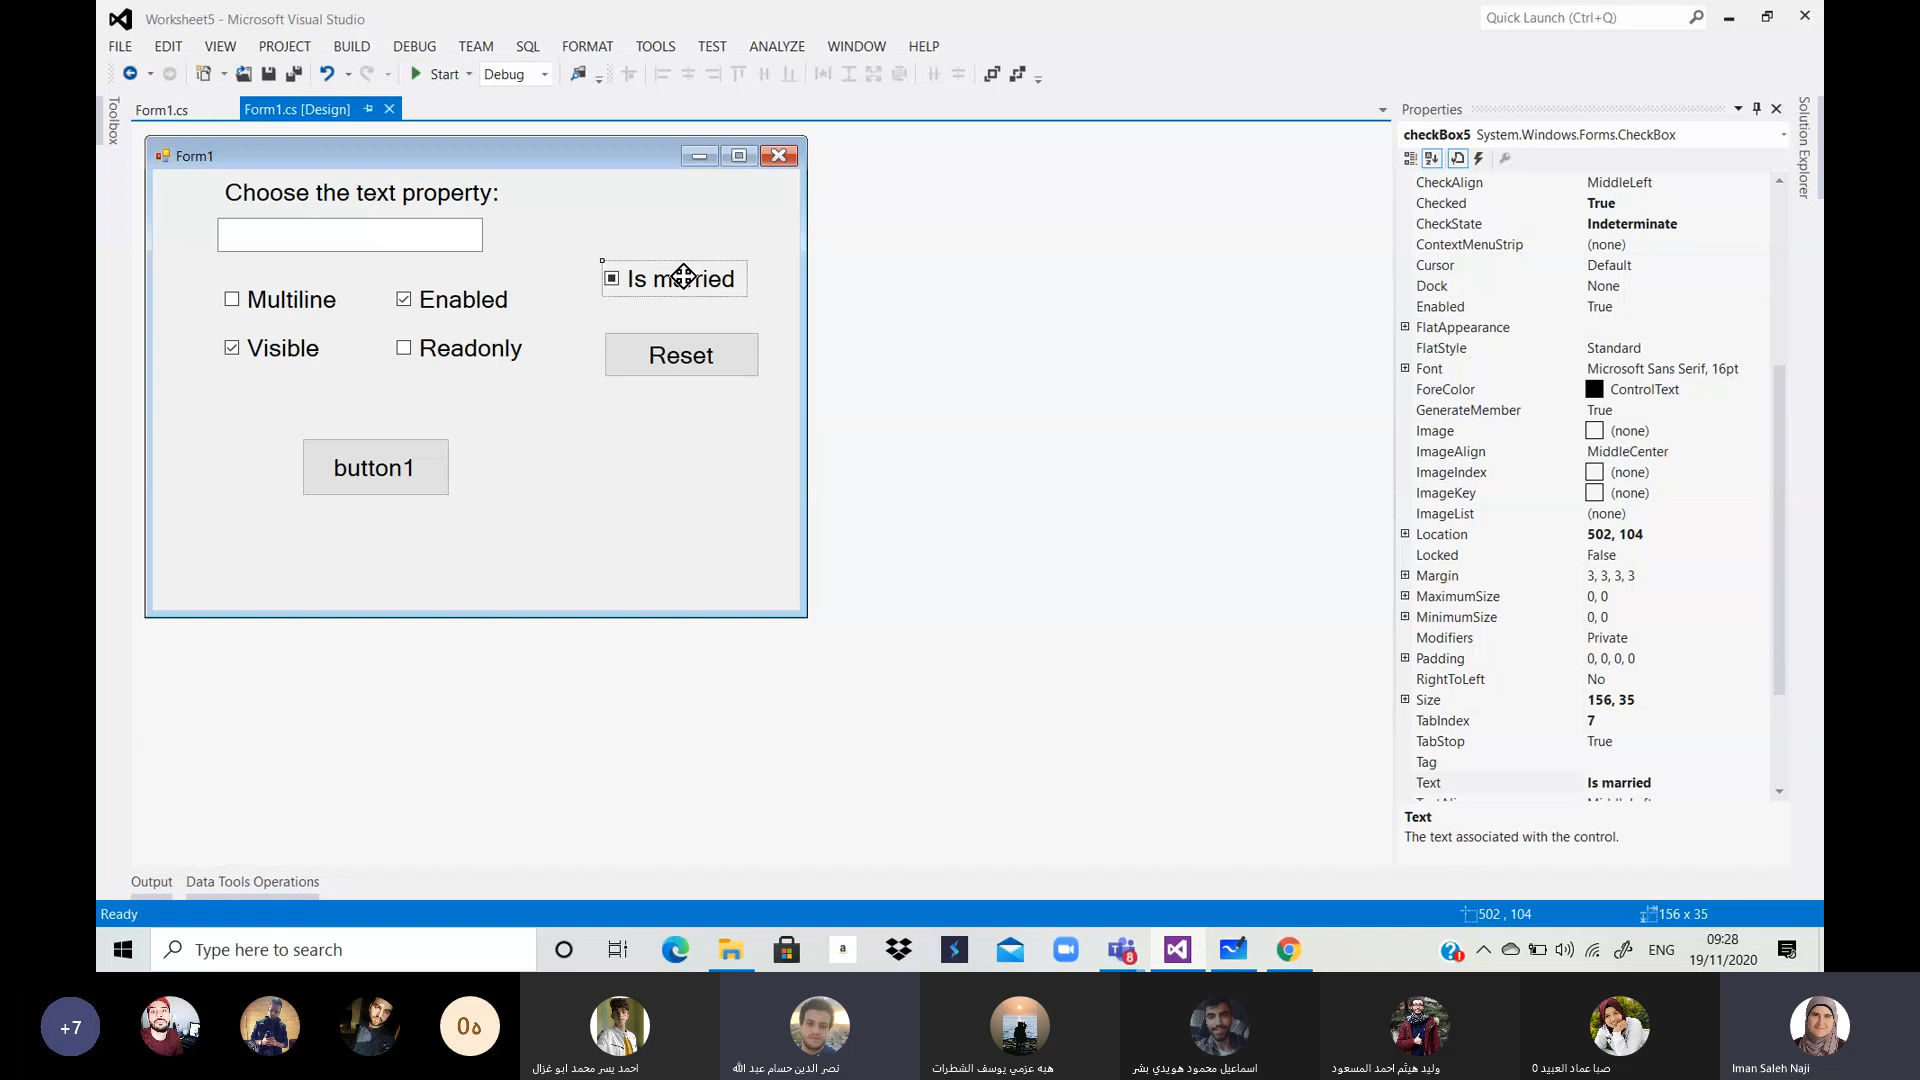 Worksheet5 - Microsoft Visual Studio
Quick Launch (Ctrl+Q)
FILE EDIT VIEW PROJECT BUILD DEBUG TEAM SQL FORMAT TOOLS TEST ANALYZE WINDOW HELP
Start Debug
Toolbox
Form1.cs Form1.cs [Design]
Form1
Choose the text property:
Is married
Multiline Enabled
Visible Readonly
Reset
button1
Properties
checkBox5 System.Windows.Forms.CheckBox
CheckAlign MiddleLeft
Checked True
CheckState Indeterminate
ContextMenuStrip (none)
Cursor Default
Dock None
Enabled True
FlatAppearance
FlatStyle Standard
Font Microsoft Sans Serif, 16pt
ForeColor ControlText
GenerateMember True
Image (none)
ImageAlign MiddleCenter
ImageIndex (none)
ImageKey (none)
ImageList (none)
Location 502, 104
Locked False
Margin 3, 3, 3, 3
MaximumSize 0, 0
MinimumSize 0, 0
Modifiers Private
Padding 0, 0, 0, 0
RightToLeft No
Size 156, 35
TabIndex 7
TabStop True
Tag
Text Is married
Text
The text associated with the control.
Solution Explorer
Output Data Tools Operations
Ready 502 , 104 156 x 35
Type here to search
a
8
ENG
09:28
19/11/2020
+7
احمد يسر محمد ابو غزال
نصر الدين حسام عبد الله
هبه عزمي يوسف الشطرات
اسماعيل محمود هويدي بشر
وليد هيثم احمد المسعود
صبا عماد العبيد 0
Iman Saleh Naji